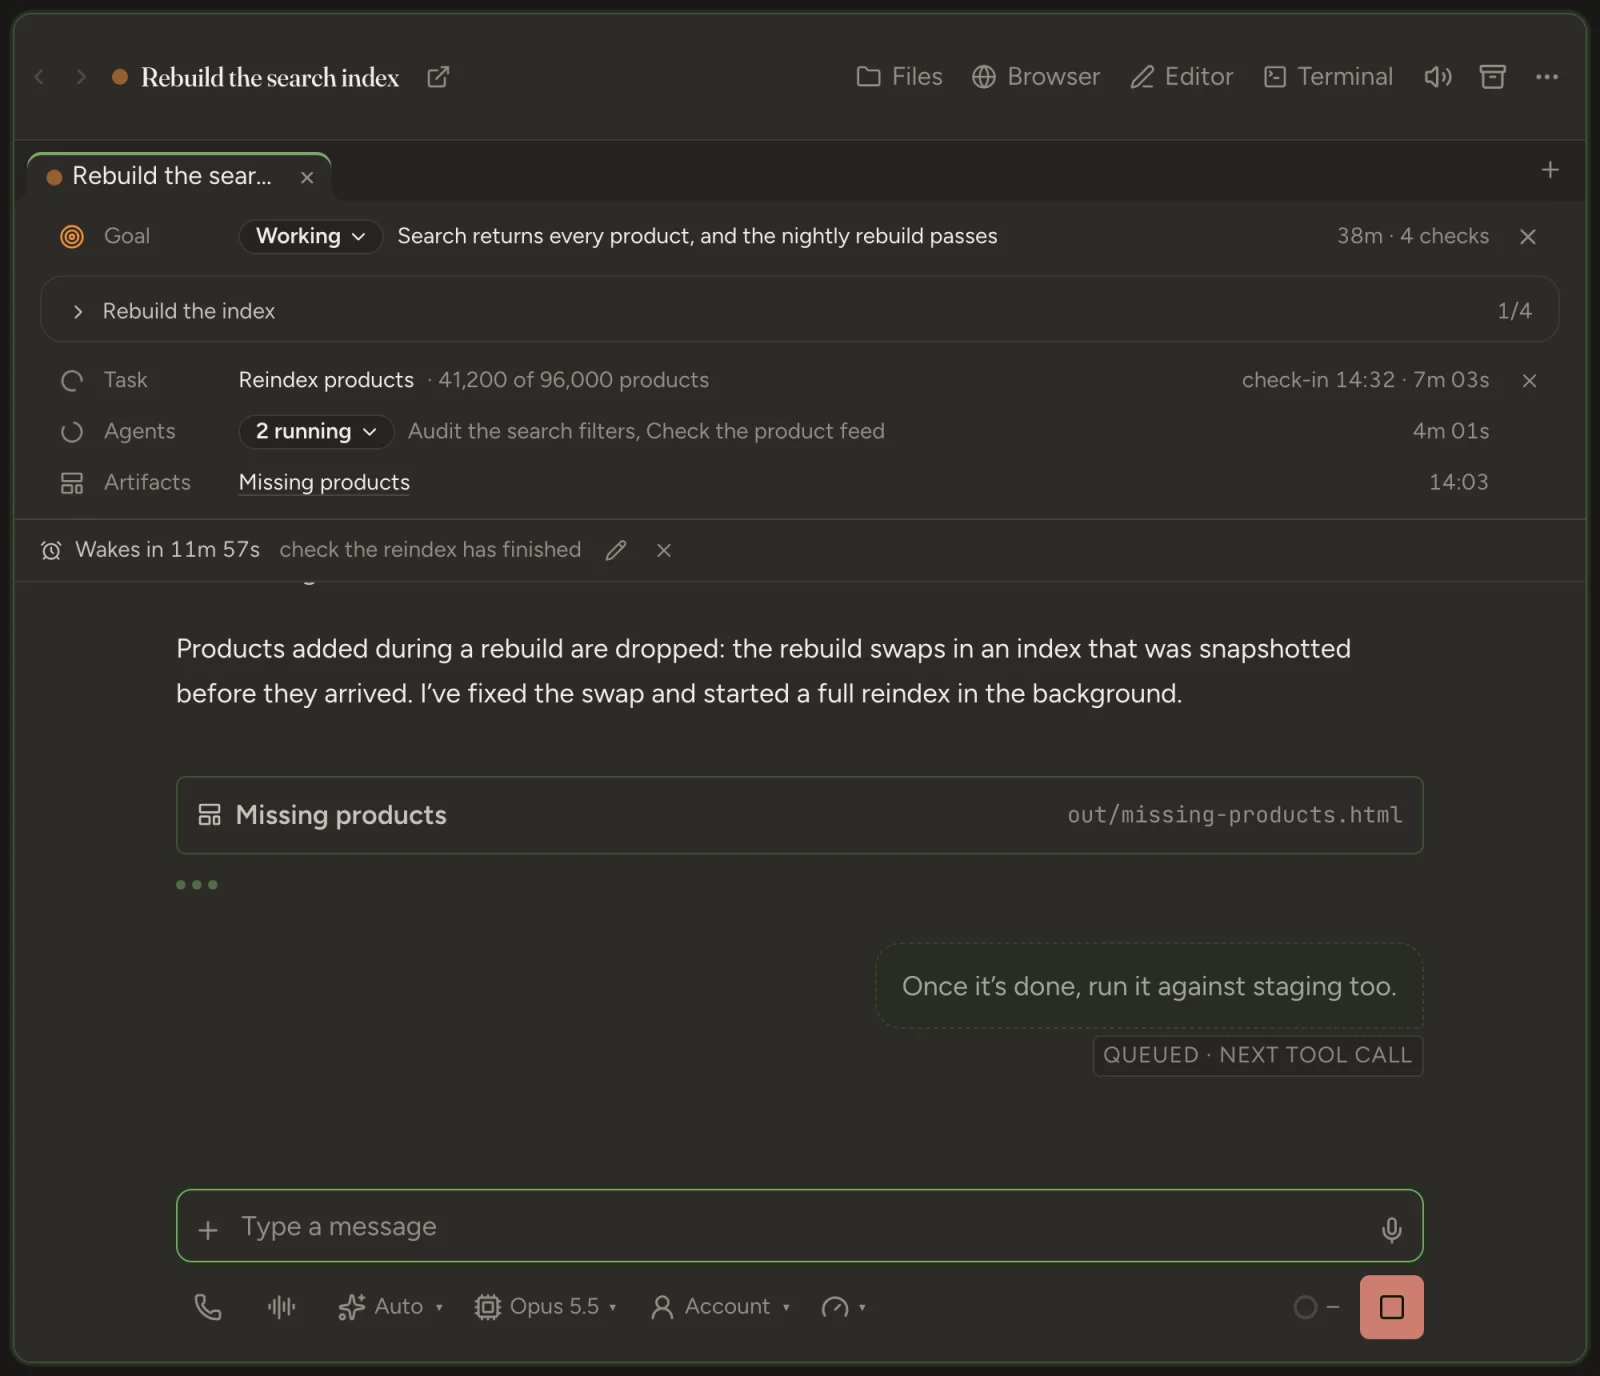 Rebuild the search index
Files
Browser
Editor
Terminal
Rebuild the sear...
Goal
Working
Search returns every product, and the nightly rebuild passes
38m · 4 checks
Rebuild the index
1/4
Task
Reindex products · 41,200 of 96,000 products
check-in 14:32 · 7m 03s
Agents
2 running
Audit the search filters, Check the product feed
4m 01s
Artifacts
Missing products
14:03
Wakes in 11m 57s
check the reindex has finished
Products added during a rebuild are dropped: the rebuild swaps in an index that was snapshotted
before they arrived. I’ve fixed the swap and started a full reindex in the background.
Missing products
out/missing-products.html
Once it’s done, run it against staging too.
QUEUED · NEXT TOOL CALL
Type a message
Auto
Opus 5.5
Account
–